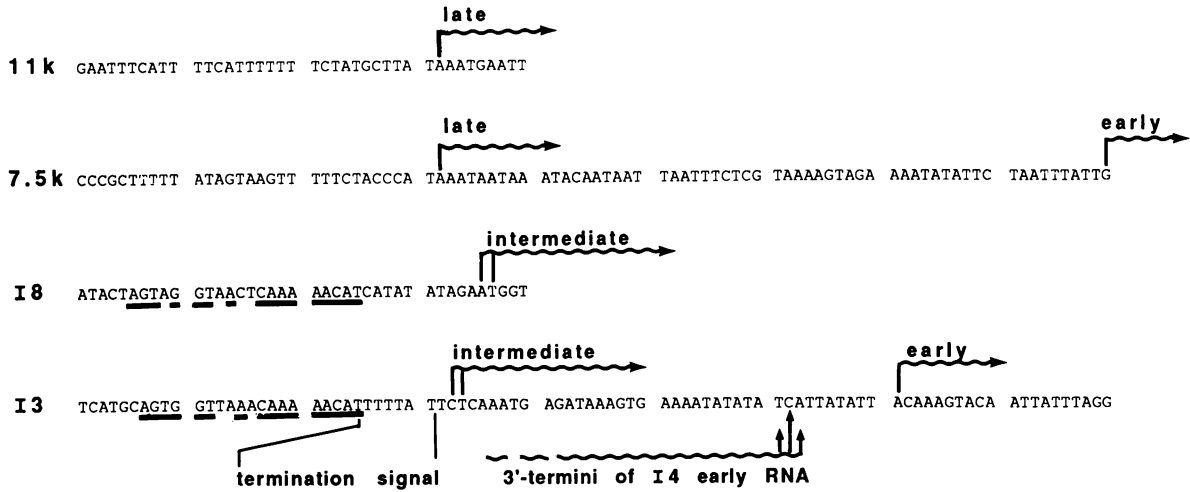 late
11k GAATTTCATT TTCATTTTTT TCTATGCTTA TAAATGAATT
late early
7.5k CCCGCTTTTT ATAGTAAGTT TTTCTACCCA TAAATAATAA ATACAATAAT TAATTTCTCG TAAAAGTAGA AAATATATTC TAATTTATTG
intermediate
I8 ATACTAGTAG GTAACTCAAA AACATCATAT ATAGAATGGT
intermediate early
I3 TCATGCAGTG GTTAAACAAA AACATTTTTA TTCTCAAATG AGATAAAGTG AAAATATATA TCATTATATT ACAAAGTACA ATTATTTAGG
termination signal 3'-termini of I4 early RNA